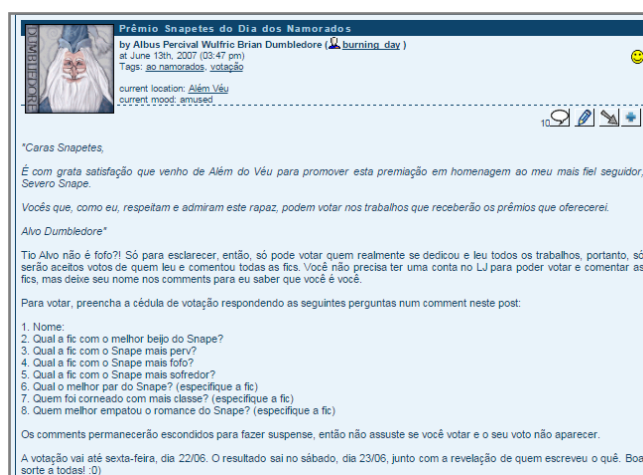 DUMBLEDORE
Prêmio Snapetes do Dia dos Namorados
by Albus Percival Wulfric Brian Dumbledore ( burning_day )
at June 13th, 2007 (03:47 pm)
Tags: ao namorados, votação
current location: Além Véu
current mood: amused
10
"Caras Snapetes,
É com grata satisfação que venho de Além do Véu para promover esta premiação em homenagem ao meu mais fiel seguidor,
Severo Snape.
Vocês que, como eu, respeitam e admiram este rapaz, podem votar nos trabalhos que receberão os prêmios que oferecerei.
Alvo Dumbledore"
Tio Alvo não é fofo?! Só para esclarecer, então, só pode votar quem realmente se dedicou e leu todos os trabalhos, portanto, só
serão aceitos votos de quem leu e comentou todas as fics. Você não precisa ter uma conta no LJ para poder votar e comentar as
fics, mas deixe seu nome nos comments para eu saber que você é você.
Para votar, preencha a cédula de votação respondendo as seguintes perguntas num comment neste post:
1. Nome:
2. Qual a fic com o melhor beijo do Snape?
3. Qual a fic com o Snape mais perv?
4. Qual a fic com o Snape mais fofo?
5. Qual a fic com o Snape mais sofredor?
6. Qual o melhor par do Snape? (especifique a fic)
7. Quem foi corneado com mais classe? (especifique a fic)
8. Quem melhor empatou o romance do Snape? (especifique a fic)
Os comments permanecerão escondidos para fazer suspense, então não assuste se você votar e o seu voto não aparecer.
A votação vai até sexta-feira, dia 22/06. O resultado sai no sábado, dia 23/06, junto com a revelação de quem escreveu o quê. Boa
sorte a todas! :0)